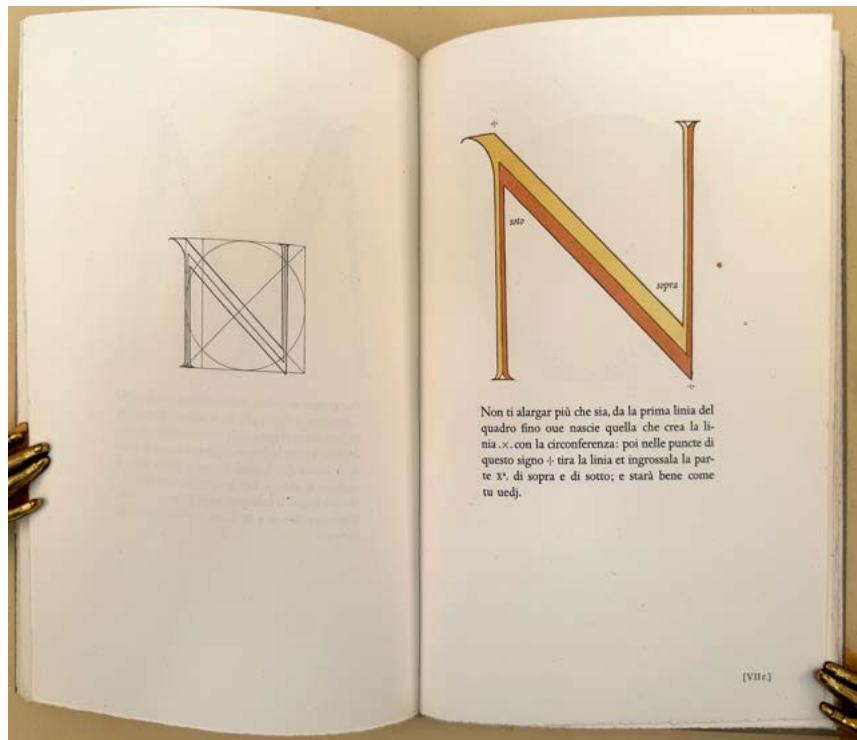 N
soto
sopra
Non ti alargar più che sia, da la prima linia del
quadro fino oue nascie quella che crea la li-
nia .×. con la circonferenza: poi nelle puncte di
questo signo ·|· tira la linia et ingrossala la par-
te Xª. di sopra e di sotto; e starà bene come
tu uedj.
[VII r.]